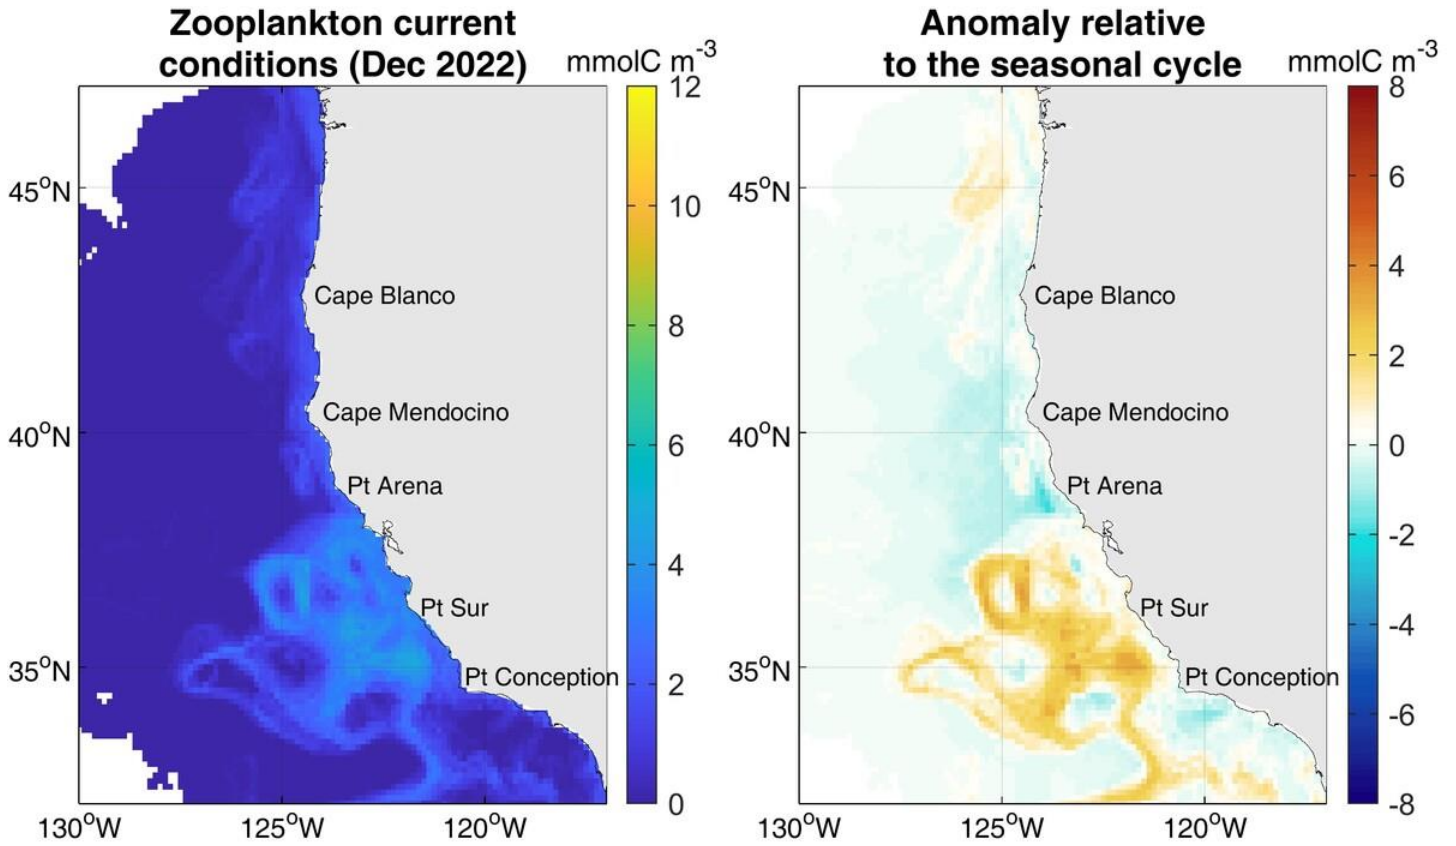 Zooplankton current
conditions (Dec 2022)
mmolC m⁻³
12
10
8
6
4
2
0
45°N
40°N
35°N
130°W
125°W
120°W
Cape Blanco
Cape Mendocino
Pt Arena
Pt Sur
Pt Conception
Anomaly relative
to the seasonal cycle
mmolC m⁻³
8
6
4
2
0
-2
-4
-6
-8
45°N
40°N
35°N
130°W
125°W
120°W
Cape Blanco
Cape Mendocino
Pt Arena
Pt Sur
Pt Conception